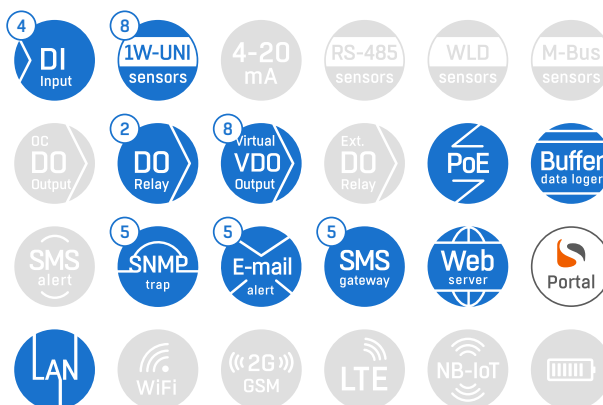 4
DI
Input
8
1W-UNI
sensors
4-20
mA
RS-485
sensors
WLD
sensors
M-Bus
sensors
OC
DO
Output
2
DO
Relay
8
Virtual
VDO
Output
Ext.
DO
Relay
PoE
Buffer
data loger
SMS
alert
5
SNMP
trap
5
E-mail
alert
5
SMS
gateway
Web
server
Portal
LAN
WiFi
2G
GSM
LTE
NB-IoT